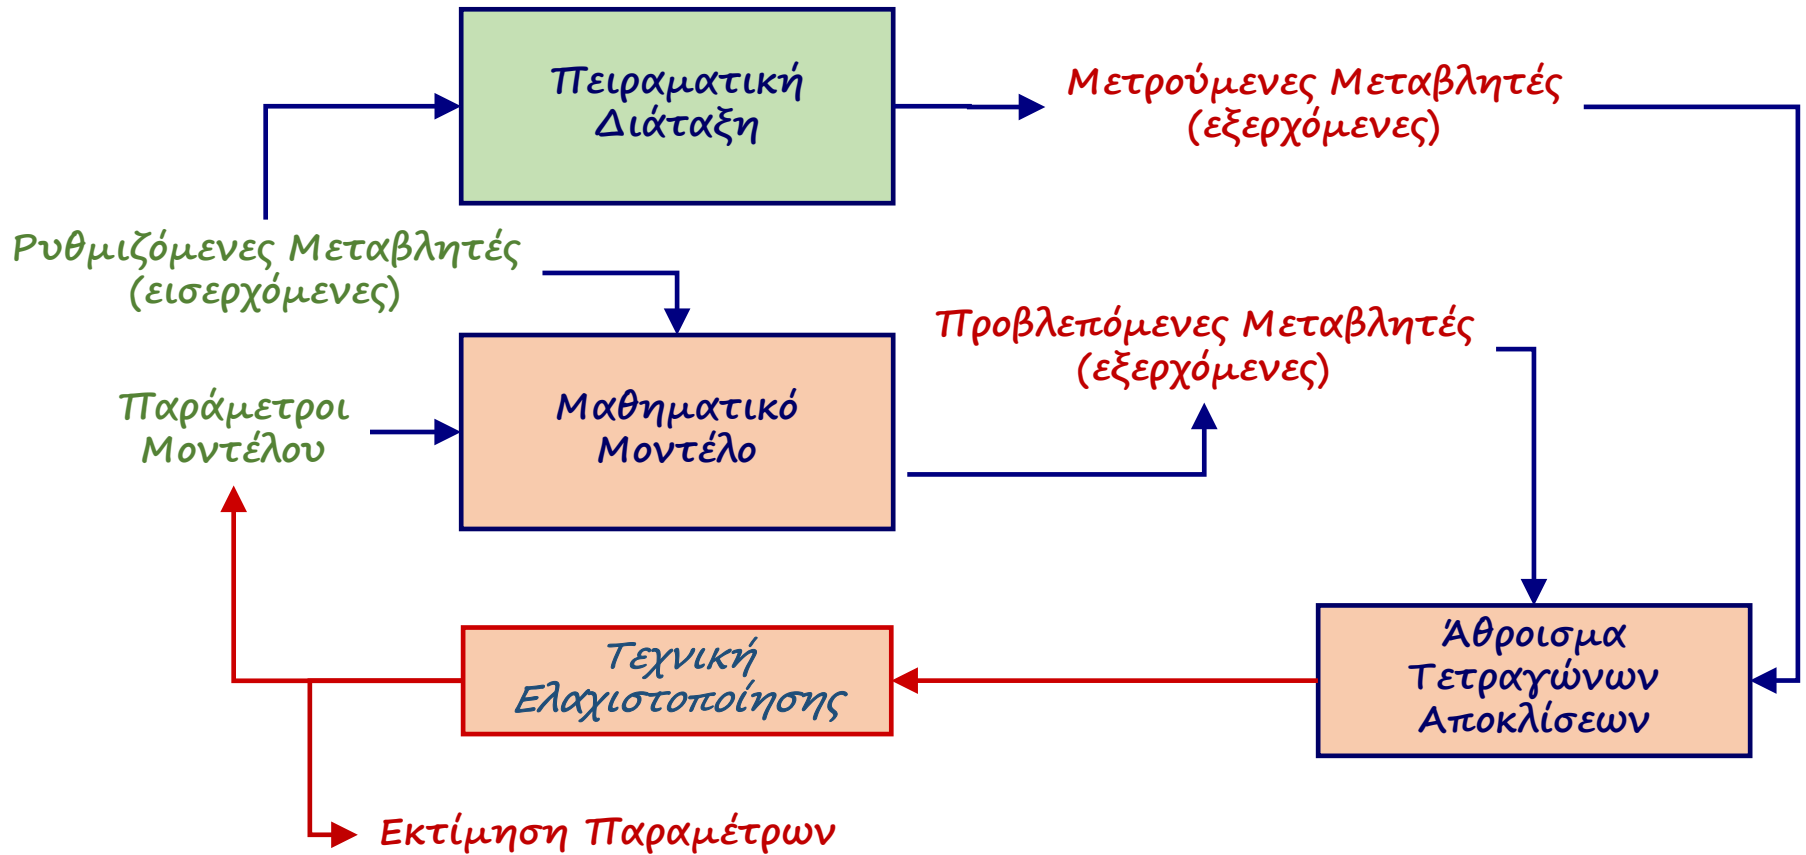 Πειραματική
Διάταξη
Μετρούμενες Μεταβλητές
(εξερχόμενες)
Ρυθμιζόμενες Μεταβλητές
(εισερχόμενες)
Προβλεπόμενες Μεταβλητές
(εξερχόμενες)
Παράμετροι
Μοντέλου
Μαθηματικό
Μοντέλο
Τεχνική
Ελαχιστοποίησης
Άθροισμα
Τετραγώνων
Αποκλίσεων
Εκτίμηση Παραμέτρων